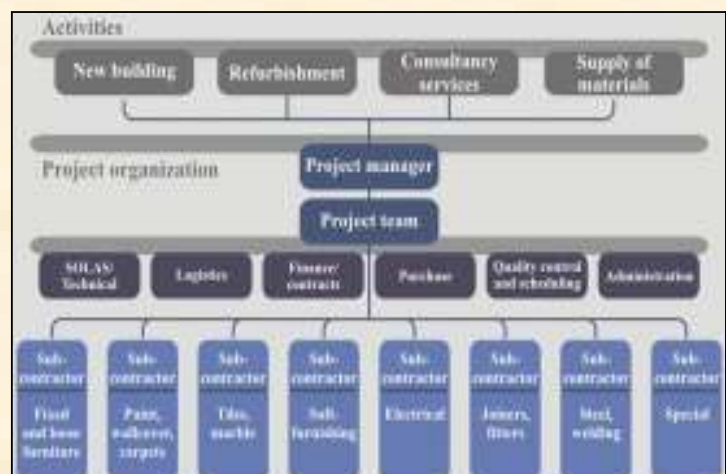 Activities
New building
Refurbishment
Consultancy
services
Supply of
materials
Project manager
Project organization
Project team
SOLAS/
Technical
Logistics
Finance/
contracts
Purchase
Quality control
and scheduling
Administration
Sub-
contractor
Fixed
and loose
furniture
Sub-
contractor
Paint,
wallcover,
carpets
Sub-
contractor
Tiles,
marble
Sub-
contractor
Soft-
furnishing
Sub-
contractor
Electrical
Sub-
contractor
Joiners,
fitters
Sub-
contractor
Steel,
welding
Sub-
contractor
Special